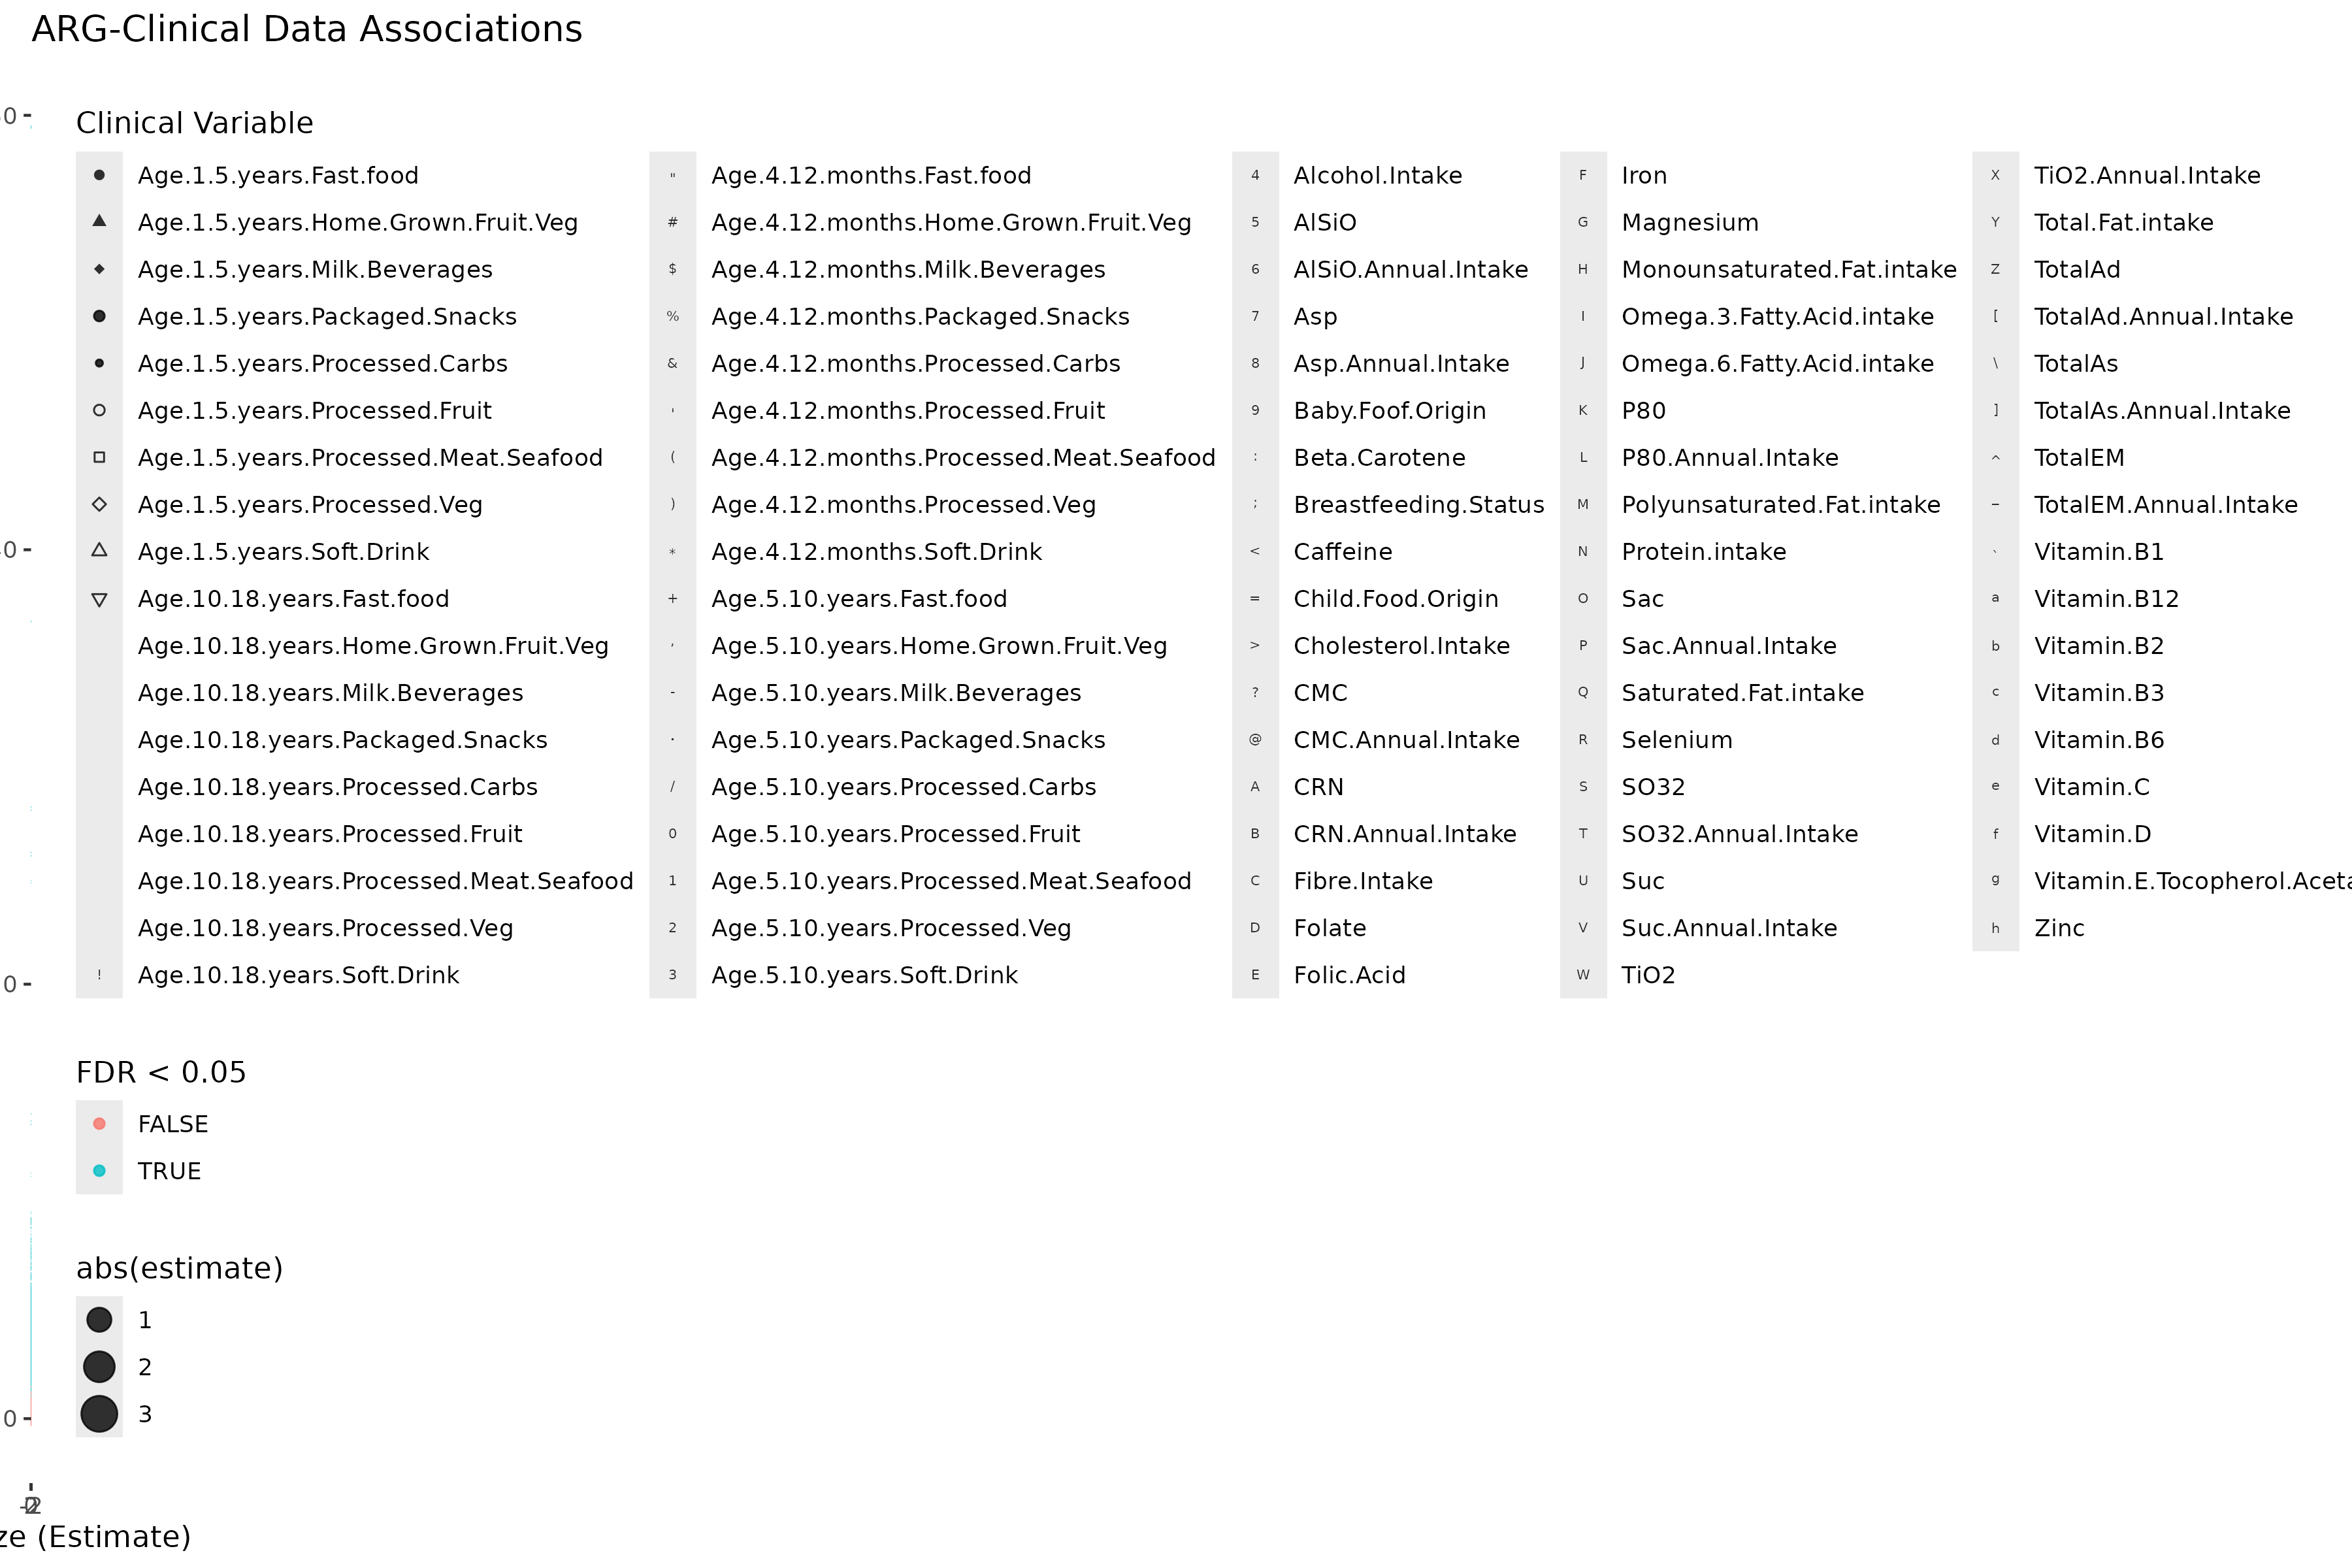 ARG-Clinical Data Associations
Clinical Variable
Age.1.5.years.Fast.food
Age.1.5.years.Home.Grown.Fruit.Veg
Age.1.5.years.Milk.Beverages
Age.1.5.years.Packaged.Snacks
Age.1.5.years.Processed.Carbs
Age.1.5.years.Processed.Fruit
Age.1.5.years.Processed.Meat.Seafood
Age.1.5.years.Processed.Veg
Age.1.5.years.Soft.Drink
Age.10.18.years.Fast.food
Age.10.18.years.Home.Grown.Fruit.Veg
Age.10.18.years.Milk.Beverages
Age.10.18.years.Packaged.Snacks
Age.10.18.years.Processed.Carbs
Age.10.18.years.Processed.Fruit
Age.10.18.years.Processed.Meat.Seafood
Age.10.18.years.Processed.Veg
! Age.10.18.years.Soft.Drink
" Age.4.12.months.Fast.food
# Age.4.12.months.Home.Grown.Fruit.Veg
$ Age.4.12.months.Milk.Beverages
% Age.4.12.months.Packaged.Snacks
& Age.4.12.months.Processed.Carbs
' Age.4.12.months.Processed.Fruit
( Age.4.12.months.Processed.Meat.Seafood
) Age.4.12.months.Processed.Veg
* Age.4.12.months.Soft.Drink
+ Age.5.10.years.Fast.food
, Age.5.10.years.Home.Grown.Fruit.Veg
- Age.5.10.years.Milk.Beverages
. Age.5.10.years.Packaged.Snacks
/ Age.5.10.years.Processed.Carbs
0 Age.5.10.years.Processed.Fruit
1 Age.5.10.years.Processed.Meat.Seafood
2 Age.5.10.years.Processed.Veg
3 Age.5.10.years.Soft.Drink
4 Alcohol.Intake
5 AlSiO
6 AlSiO.Annual.Intake
7 Asp
8 Asp.Annual.Intake
9 Baby.Foof.Origin
: Beta.Carotene
; Breastfeeding.Status
< Caffeine
= Child.Food.Origin
> Cholesterol.Intake
? CMC
@ CMC.Annual.Intake
A CRN
B CRN.Annual.Intake
C Fibre.Intake
D Folate
E Folic.Acid
F Iron
G Magnesium
H Monounsaturated.Fat.intake
I Omega.3.Fatty.Acid.intake
J Omega.6.Fatty.Acid.intake
K P80
L P80.Annual.Intake
M Polyunsaturated.Fat.intake
N Protein.intake
O Sac
P Sac.Annual.Intake
Q Saturated.Fat.intake
R Selenium
S SO32
T SO32.Annual.Intake
U Suc
V Suc.Annual.Intake
W TiO2
X TiO2.Annual.Intake
Y Total.Fat.intake
Z TotalAd
[ TotalAd.Annual.Intake
\ TotalAs
] TotalAs.Annual.Intake
^ TotalEM
_ TotalEM.Annual.Intake
` Vitamin.B1
a Vitamin.B12
b Vitamin.B2
c Vitamin.B3
d Vitamin.B6
e Vitamin.C
f Vitamin.D
g Vitamin.E.Tocopherol.Aceta
h Zinc
FDR < 0.05
FALSE
TRUE
abs(estimate)
1
2
3
0
0
0
0
ze (Estimate)